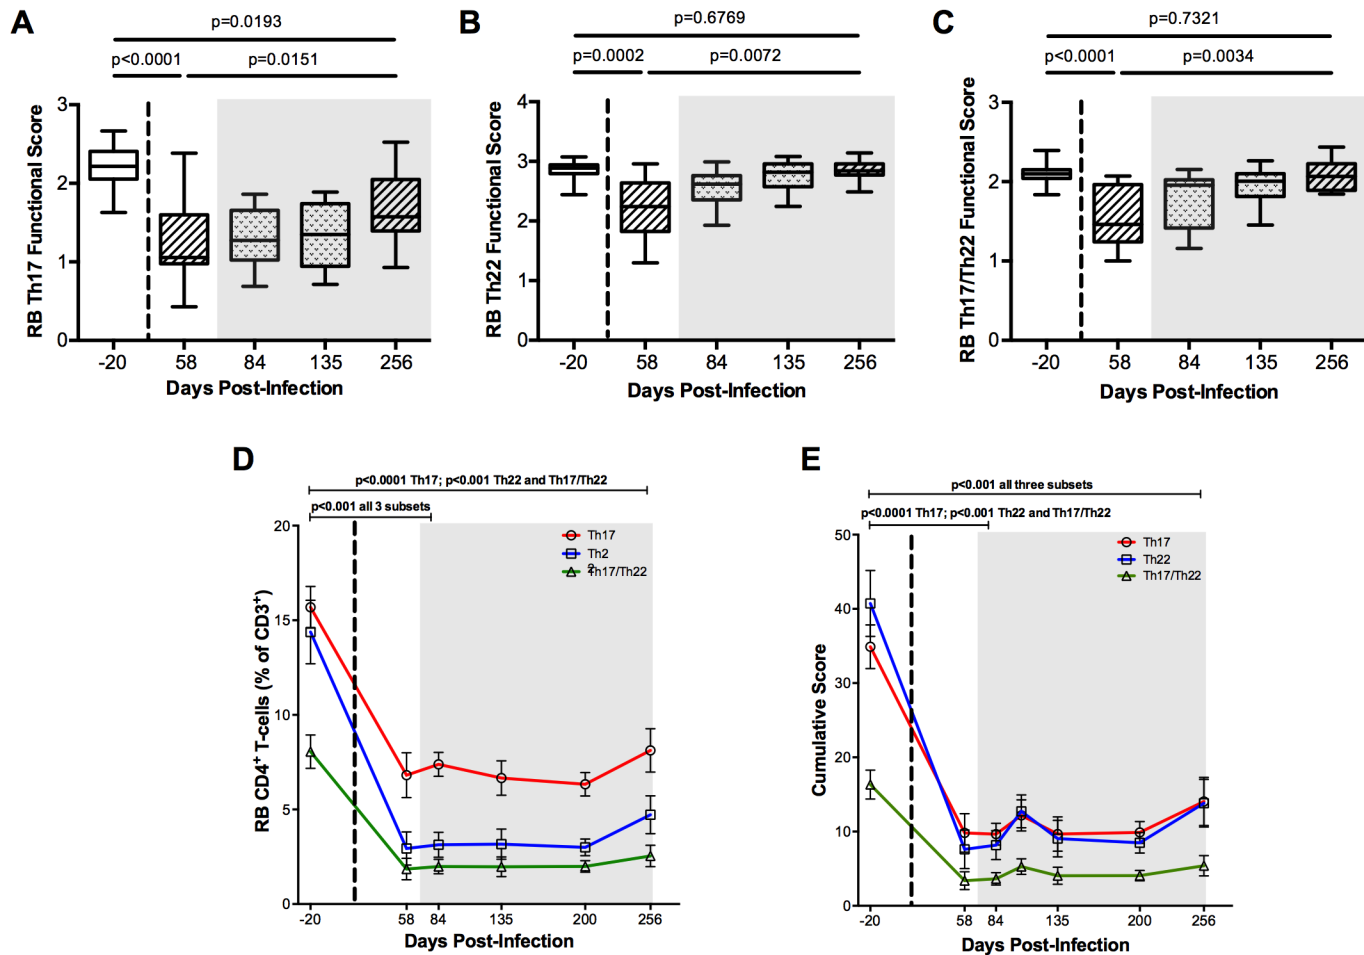 A
p=0.0193
p<0.0001
p=0.0151
RB Th17 Functional Score
3
2
1
0
-20
58
84
135
256
Days Post-Infection
B
p=0.6769
p=0.0002
p=0.0072
RB Th22 Functional Score
4
3
2
1
0
-20
58
84
135
256
Days Post-Infection
C
p=0.7321
p<0.0001
p=0.0034
RB Th17/Th22 Functional Score
3
2
1
0
-20
58
84
135
256
Days Post-Infection
D
p<0.0001 Th17; p<0.001 Th22 and Th17/Th22
p<0.001 all 3 subsets
RB CD4+ T-cells (% of CD3+)
20
15
10
5
0
Th17
Th2
2
Th17/Th22
-20
58
84
135
200
256
Days Post-Infection
E
p<0.001 all three subsets
p<0.0001 Th17; p<0.001 Th22 and Th17/Th22
Cumulative Score
50
40
30
20
10
0
Th17
Th22
Th17/Th22
-20
58
84
135
200
256
Days Post-Infection